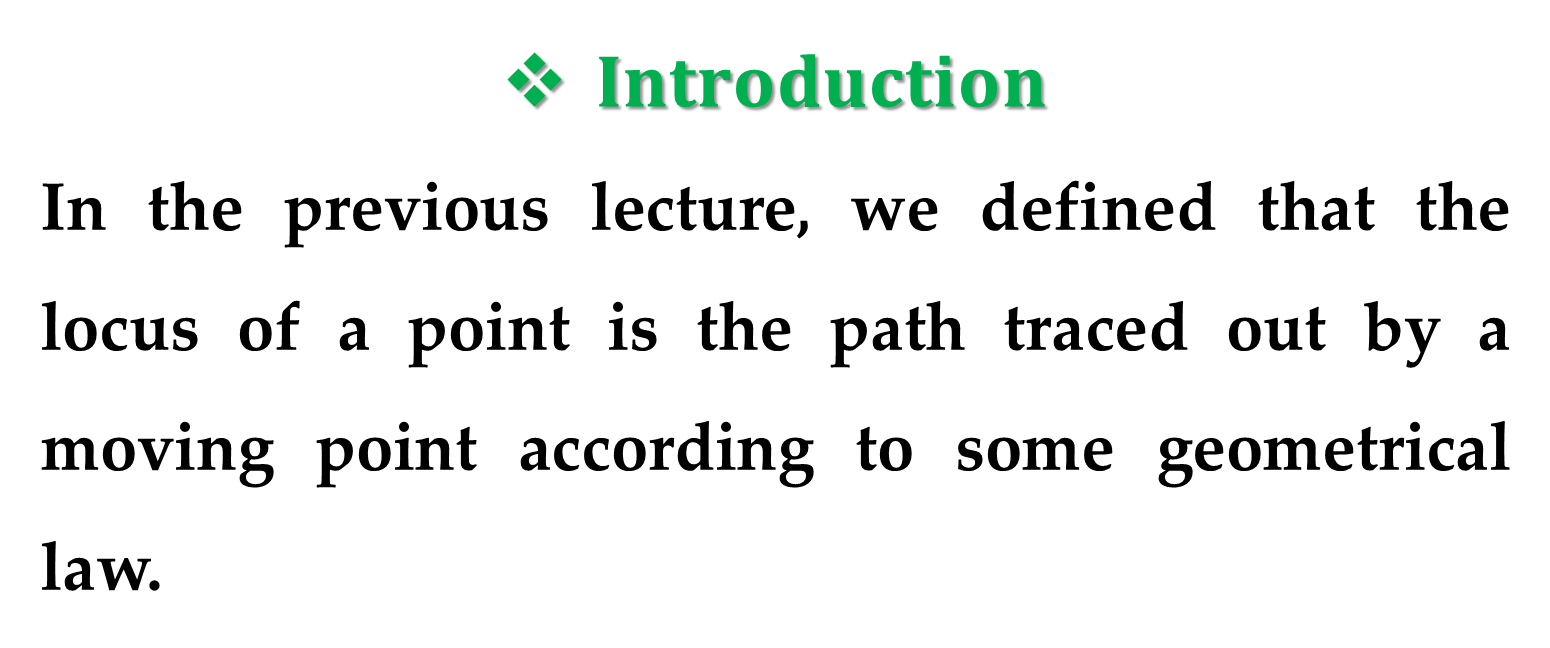 ❖ Introduction
In the previous lecture, we defined that the
locus of a point is the path traced out by a
moving point according to some geometrical
law.